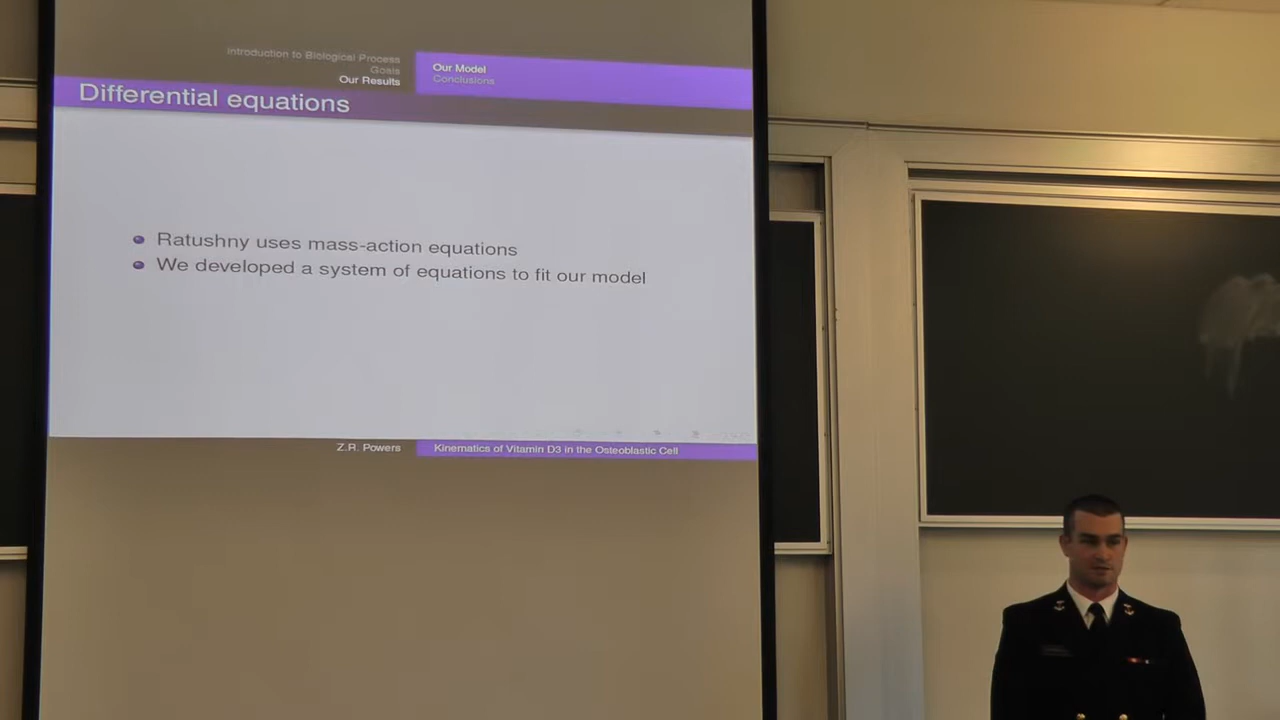 Introduction to Biological Process
Goals
Our Results
Our Model
Conclusions
Differential equations
Ratushny uses mass-action equations
We developed a system of equations to fit our model
Z.R. Powers
Kinematics of Vitamin D3 in the Osteoblastic Cell